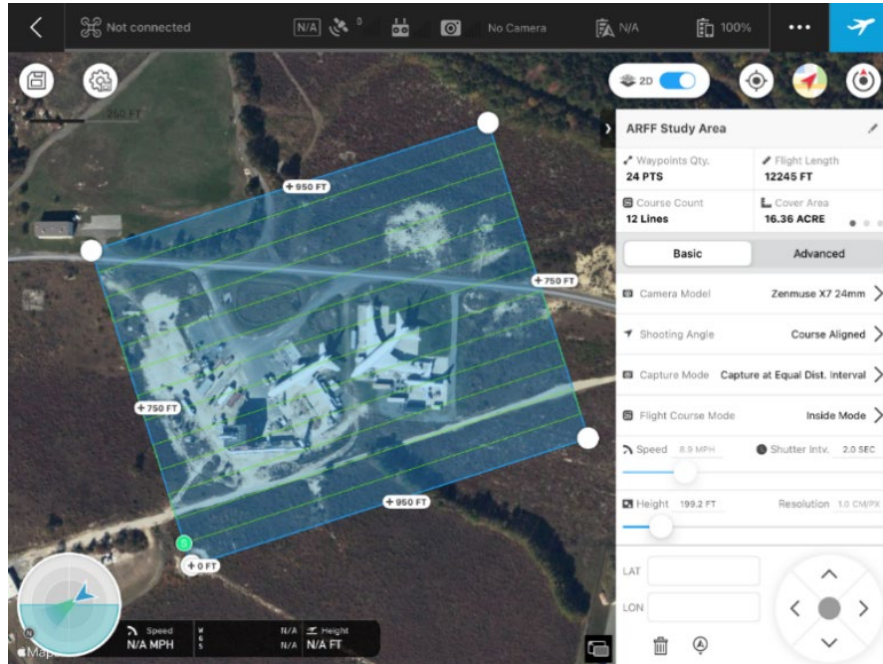 Not connected N/A 0 No Camera N/A 100%
2D
250 FT
+ 950 FT
+ 750 FT
+ 750 FT
+ 950 FT
S
+ 0 FT
ARFF Study Area
Waypoints Qty. Flight Length
24 PTS 12245 FT
Course Count Cover Area
12 Lines 16.36 ACRE
Basic Advanced
Camera Model Zenmuse X7 24mm
Shooting Angle Course Aligned
Capture Mode Capture at Equal Dist. Interval
Flight Course Mode Inside Mode
Speed 8.9 MPH Shutter Intv. 2.0 SEC
Height 199.2 FT Resolution 1.0 CM/PX
LAT
LON
Speed WGS N/A Height
N/A MPH N/A N/A FT
Map